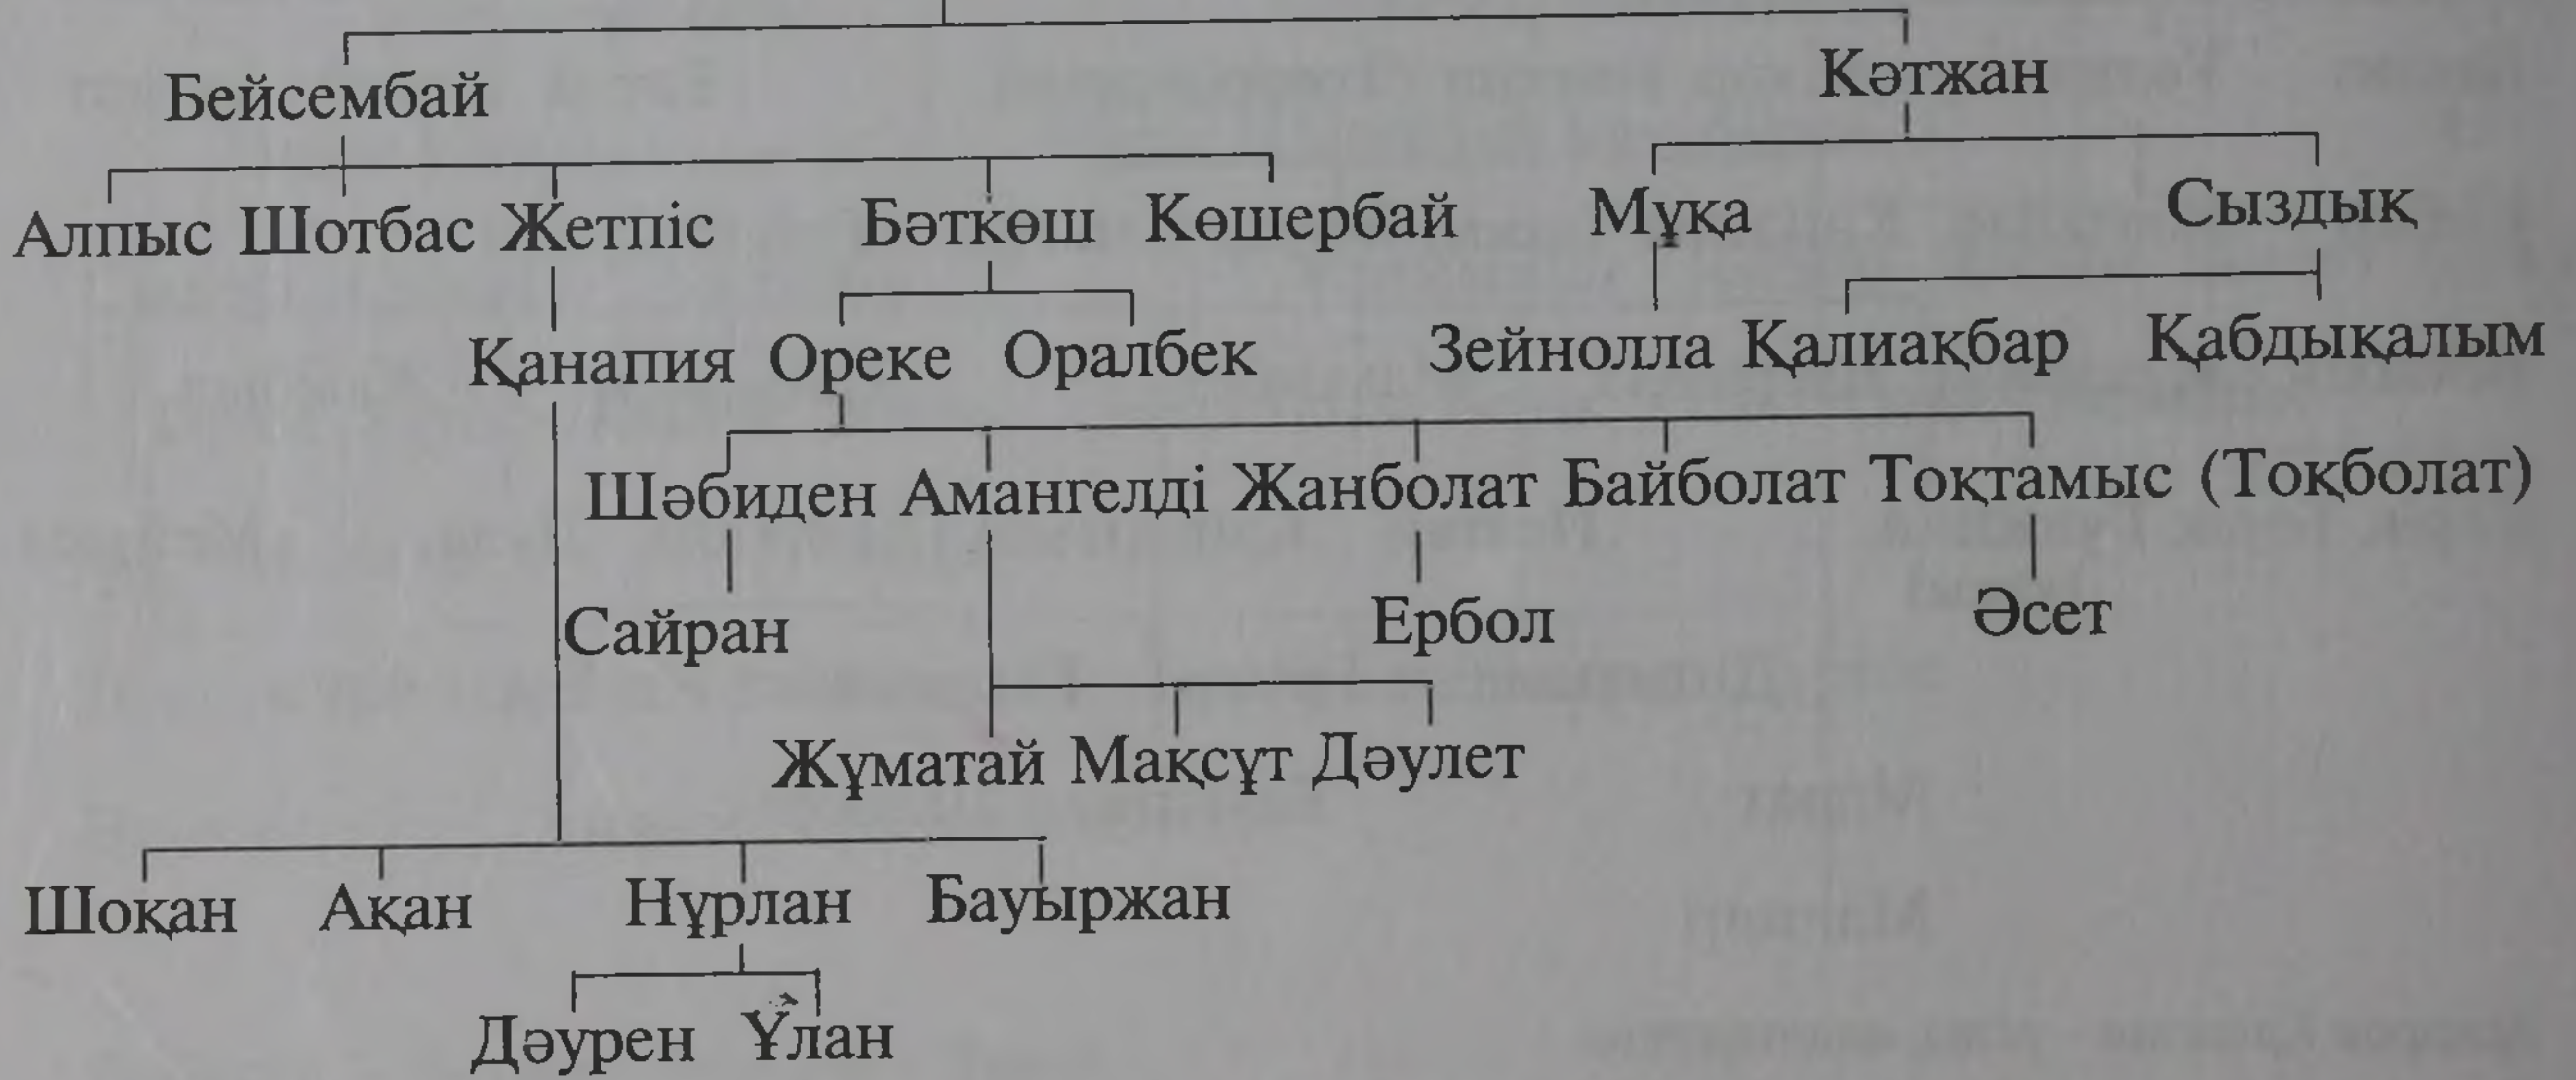 Бейсембай Кәтжан
Алпыс Шотбас Жетпіс Бәткөш Көшербай Мұқа Сыздық
Қанапия Ореке Оралбек Зейнолла Қалиақбар Қабдықалым
Шәбиден Амангелді Жанболат Байболат Тоқтамыс (Тоқболат)
Сайран Ербол Әсет
Жұматай Мақсұт Дәулет
Шоқан Ақан Нұрлан Бауыржан
Дәурен Ұлан